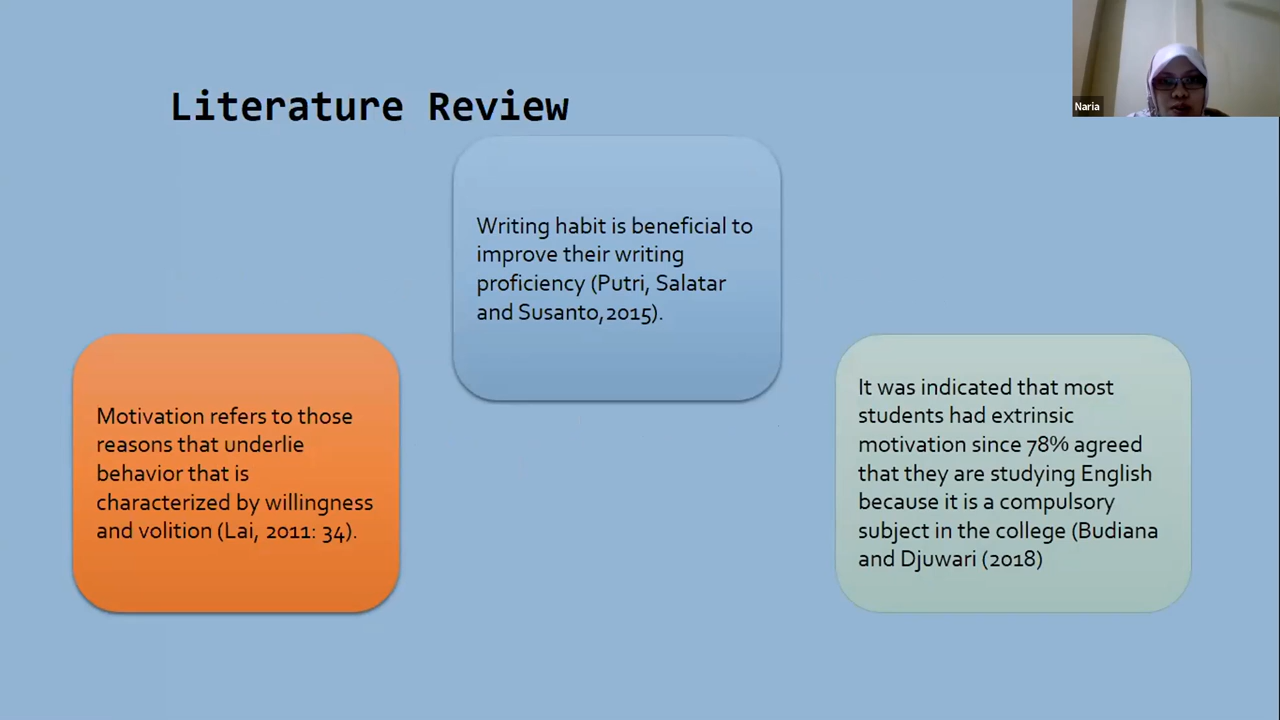 Literature Review
Naria
Writing habit is beneficial to
improve their writing
proficiency (Putri, Salatar
and Susanto,2015).
Motivation refers to those
reasons that underlie
behavior that is
characterized by willingness
and volition (Lai, 2011: 34).
It was indicated that most
students had extrinsic
motivation since 78% agreed
that they are studying English
because it is a compulsory
subject in the college (Budiana
and Djuwari (2018)